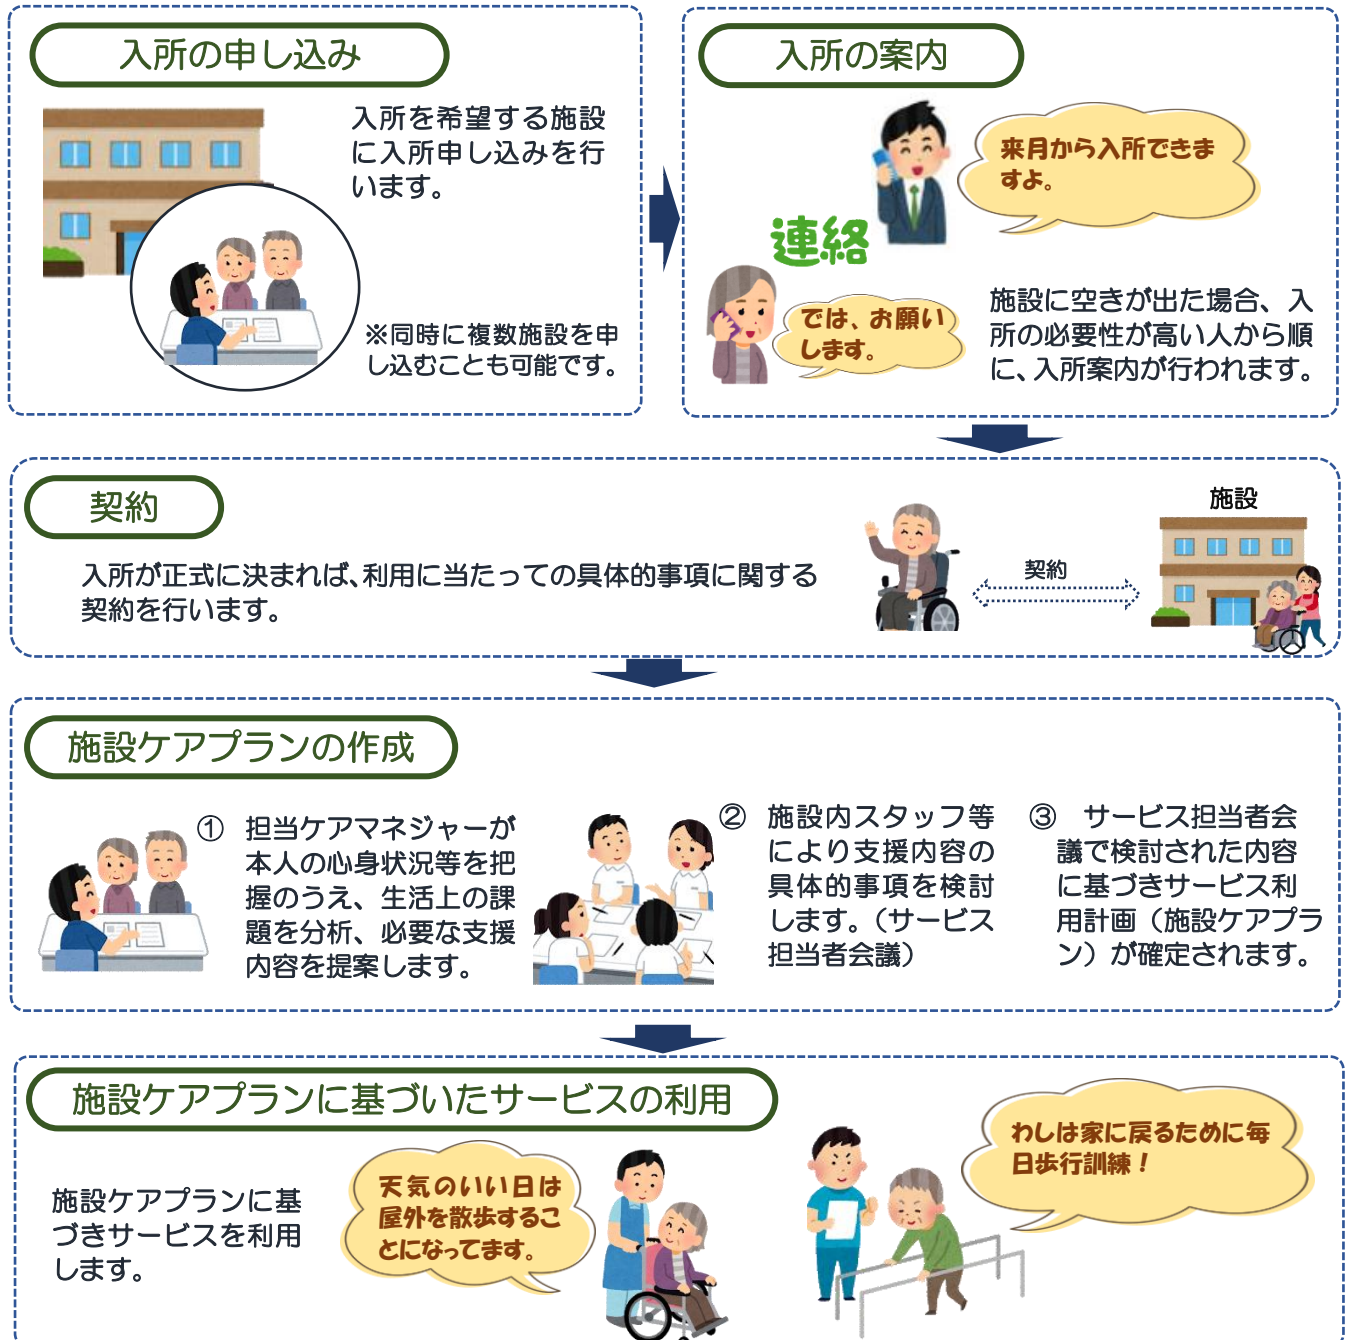 入所の申し込み
入所を希望する施設
に入所申し込みを行
います。
※同時に複数施設を申
し込むことも可能です。
入所の案内
来月から入所できま
すよ。
連絡
では、お願い
します。
施設に空きが出た場合、入
所の必要性が高い人から順
に、入所案内が行われます。
契約
入所が正式に決まれば、利用に当たっての具体的事項に関する
契約を行います。
契約
施設
施設ケアプランの作成
① 担当ケアマネジャーが
本人の心身状況等を把
握のうえ、生活上の課
題を分析、必要な支援
内容を提案します。
② 施設内スタッフ等
により支援内容の
具体的事項を検討
します。（サービス
担当者会議）
③ サービス担当者会
議で検討された内容
に基づきサービス利
用計画（施設ケアプラ
ン）が確定されます。
施設ケアプランに基づいたサービスの利用
施設ケアプランに基
づきサービスを利用
します。
天気のいい日は
屋外を散歩するこ
とになってます。
わしは家に戻るために毎
日歩行訓練！